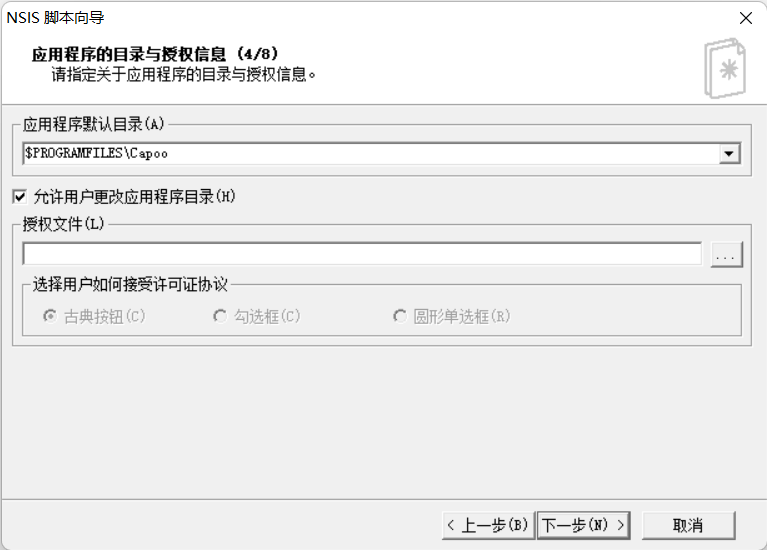 NSIS 脚本向导
应用程序的目录与授权信息 (4/8)
请指定关于应用程序的目录与授权信息。
应用程序默认目录(A)
$PROGRAMFILES\Capoo
允许用户更改应用程序目录(H)
授权文件(L)
...
选择用户如何接受许可证协议
古典按钮(C) 勾选框(C) 圆形单选框(R)
< 上一步(B) 下一步(N) > 取消